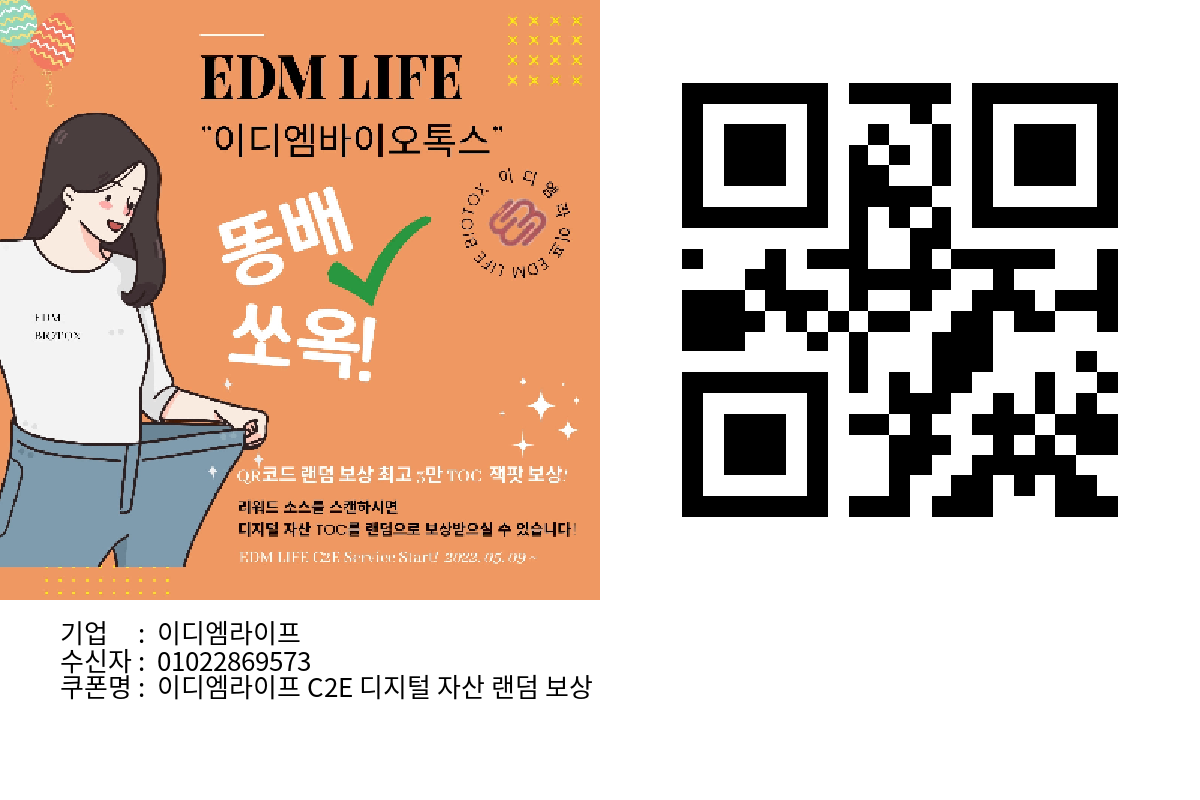 EDM LIFE
"이디엠바이오톡스"
이디엠라이프 EDM LIFE BIOTOX
똥배
쏘옥!
EDM
BIOTOX
QR코드 랜덤 보상 최고 5만 TOC 잭팟 보상!
리워드 소스를 스캔하시면
디지털 자산 TOC를 랜덤으로 보상받으실 수 있습니다!
EDM LIFE C2E Service Start! 2022. 05. 09 ~
기업 : 이디엠라이프
수신자 : 01022869573
쿠폰명 : 이디엠라이프 C2E 디지털 자산 랜덤 보상